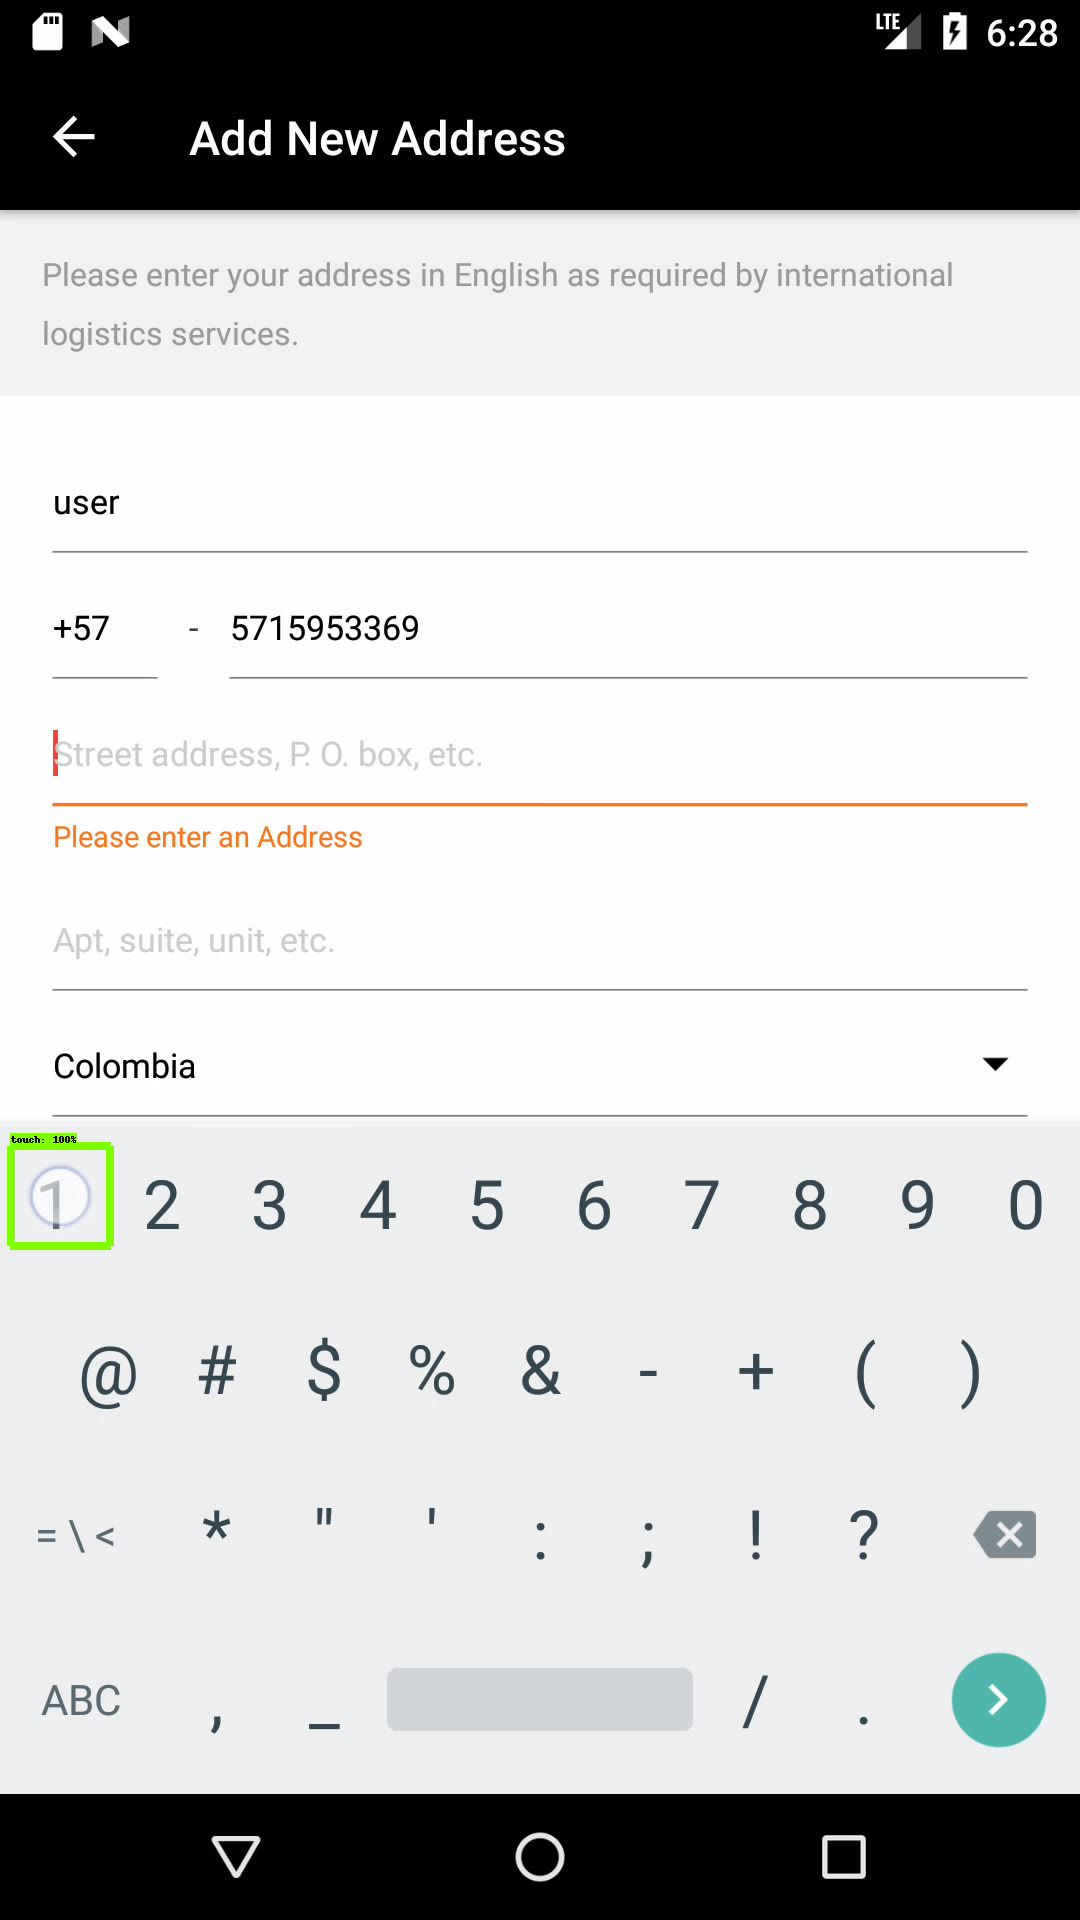 LTE 6:28
Add New Address
Please enter your address in English as required by international
logistics services.
user
+57 - 5715953369
Street address, P. O. box, etc.
Please enter an Address
Apt, suite, unit, etc.
Colombia
touch: 100%
1 2 3 4 5 6 7 8 9 0
@ # $ % & - + ( )
= \ < * " ' : ; ! ?
ABC , _ / .